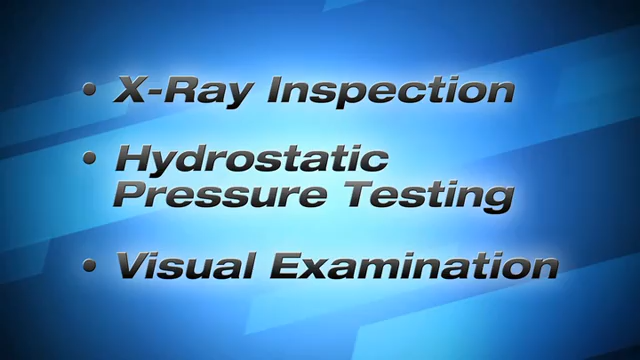 • X-Ray Inspection
• Hydrostatic
Pressure Testing
• Visual Examination